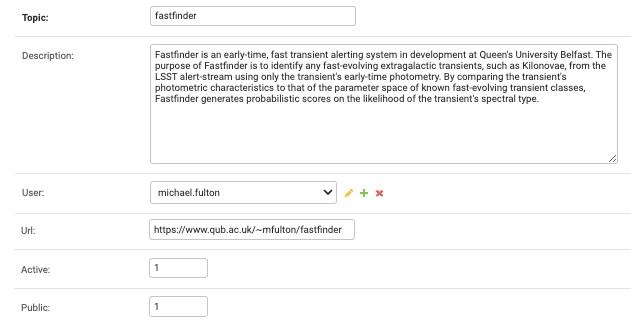 Topic: fastfinder
Description: Fastfinder is an early-time, fast transient alerting system in development at Queen's University Belfast. The
purpose of Fastfinder is to identify any fast-evolving extragalactic transients, such as Kilonovae, from the
LSST alert-stream using only the transient's early-time photometry. By comparing the transient's
photometric characteristics to that of the parameter space of known fast-evolving transient classes,
Fastfinder generates probabilistic scores on the likelihood of the transient's spectral type.
User: michael.fulton
Url: https://www.qub.ac.uk/~mfulton/fastfinder
Active: 1
Public: 1